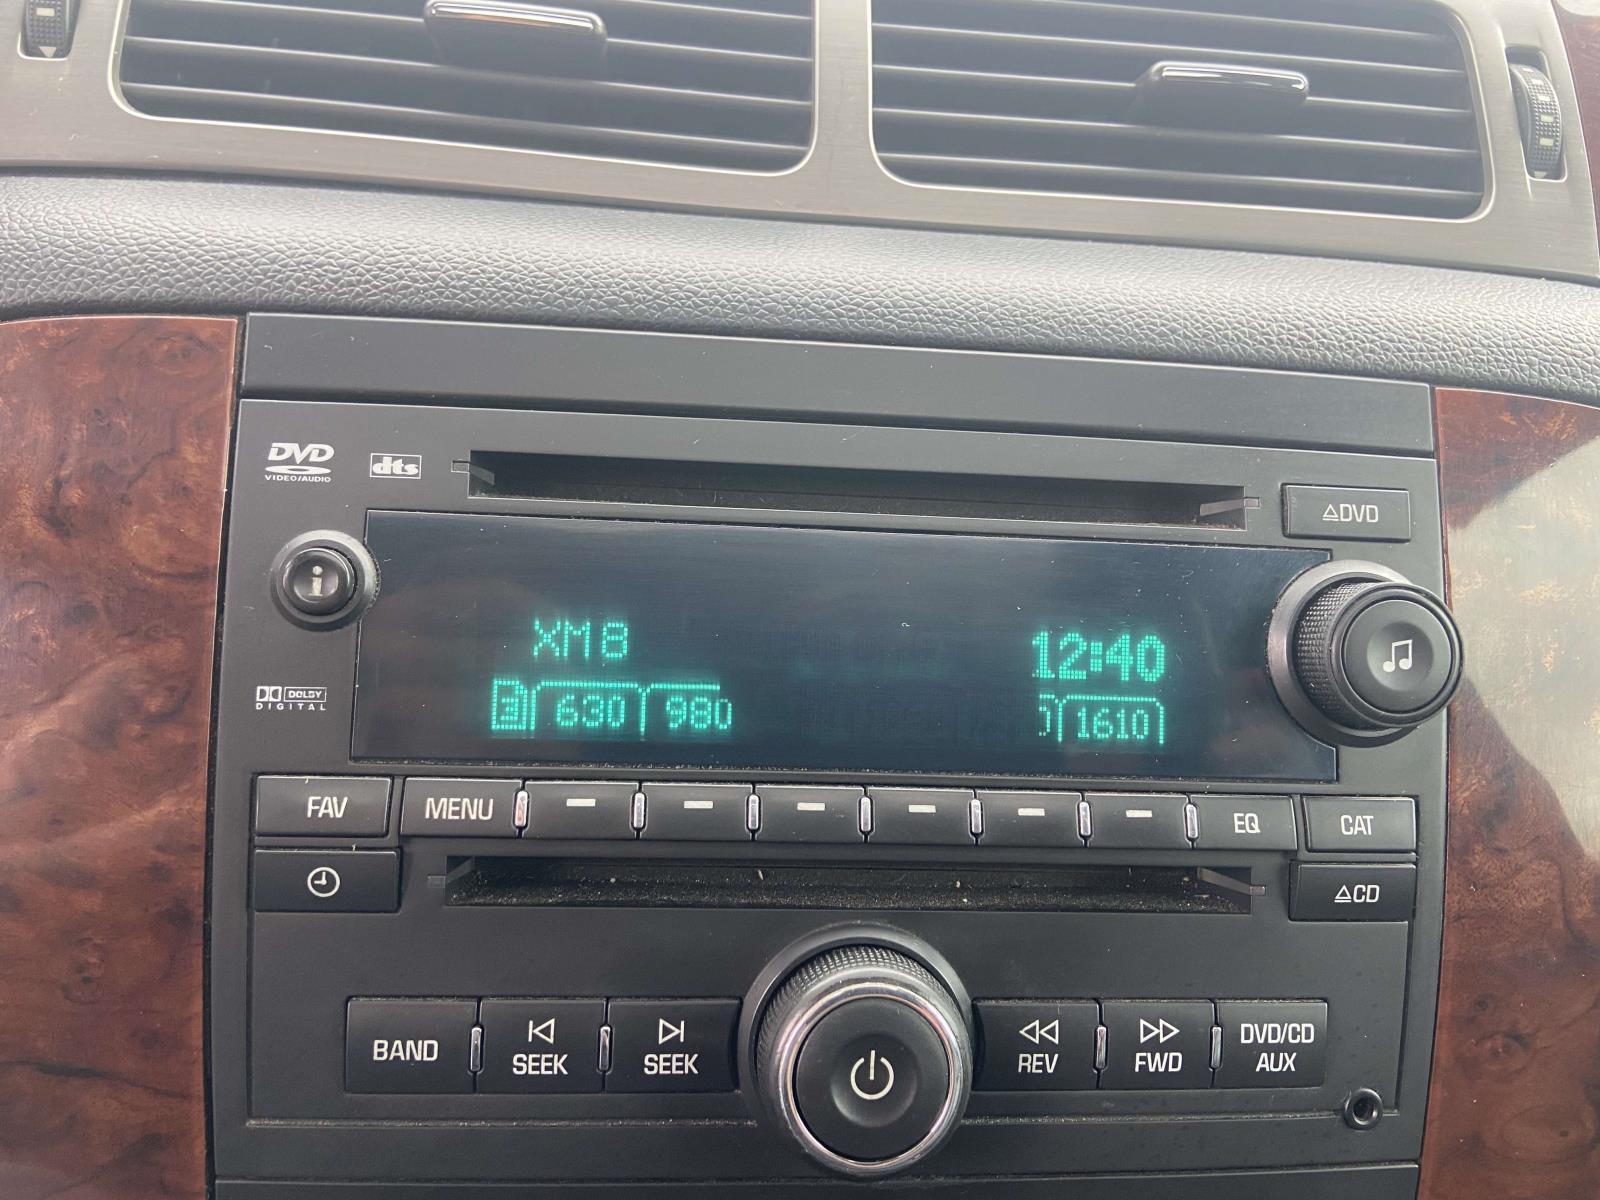 DVD
VIDEO/AUDIO
dts
DVD
i
XM8
12:40
DOLBY
DIGITAL
3 630 980
1610
FAV
MENU
EQ
CAT
CD
BAND
SEEK
SEEK
REV
FWD
DVD/CD
AUX